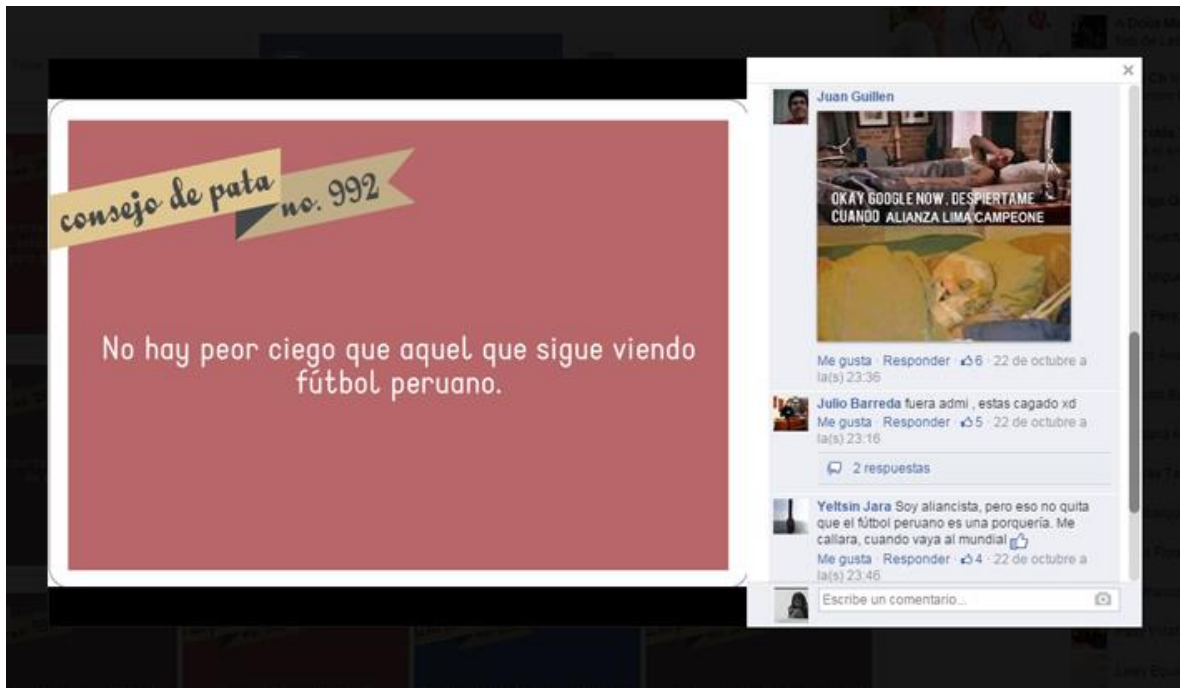 consejo de pata
no. 992
No hay peor ciego que aquel que sigue viendo
fútbol peruano.
Juan Guillen
OKAY GOOGLE NOW, DESPIERTAME
CUANDO ALIANZA LIMA CAMPEONE
Me gusta · Responder · 6 · 22 de octubre a
la(s) 23:36
Julio Barreda fuera admi , estas cagado xd
Me gusta · Responder · 5 · 22 de octubre a
la(s) 23:16
2 respuestas
Yeltsin Jara Soy aliancista, pero eso no quita
que el fútbol peruano es una porquería. Me
callara, cuando vaya al mundial
Me gusta · Responder · 4 · 22 de octubre a
la(s) 23:46
Escribe un comentario...